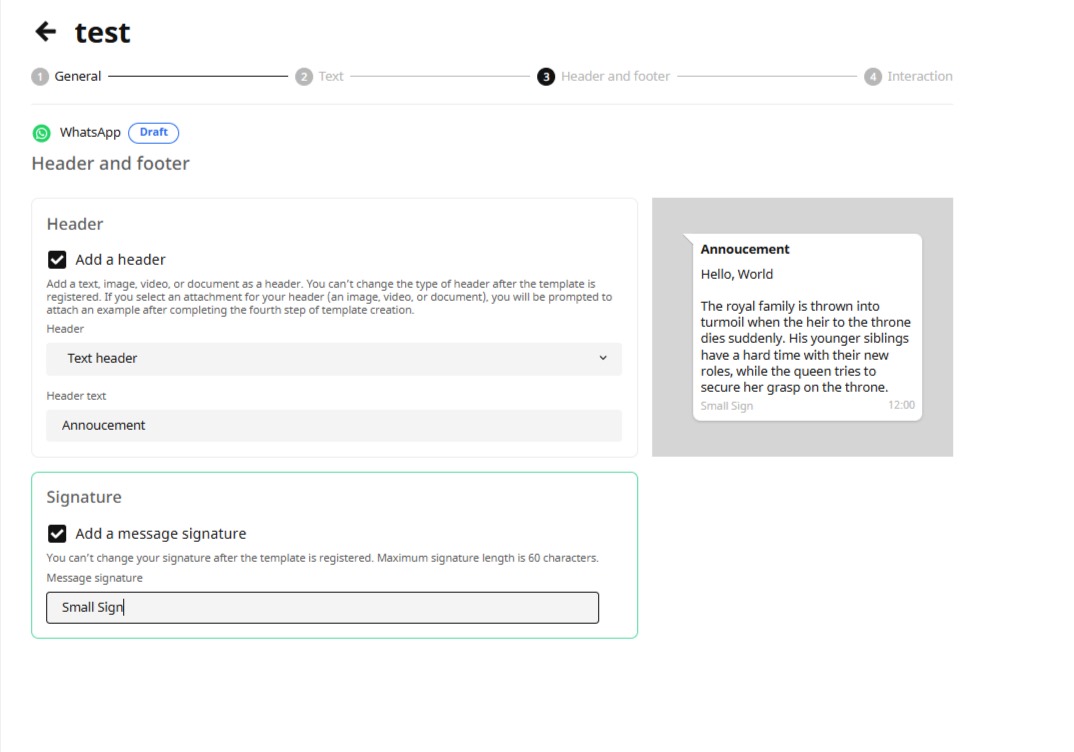 test
1 General
2 Text
3 Header and footer
4 Interaction
WhatsApp Draft
Header and footer
Header
Add a header
Add a text, image, video, or document as a header. You can't change the type of header after the template is
registered. If you select an attachment for your header (an image, video, or document), you will be prompted to
attach an example after completing the fourth step of template creation.
Header
Text header
Header text
Annoucement
Signature
Add a message signature
You can't change your signature after the template is registered. Maximum signature length is 60 characters.
Message signature
Small Sign
Annoucement
Hello, World
The royal family is thrown into
turmoil when the heir to the throne
dies suddenly. His younger siblings
have a hard time with their new
roles, while the queen tries to
secure her grasp on the throne.
Small Sign 12:00